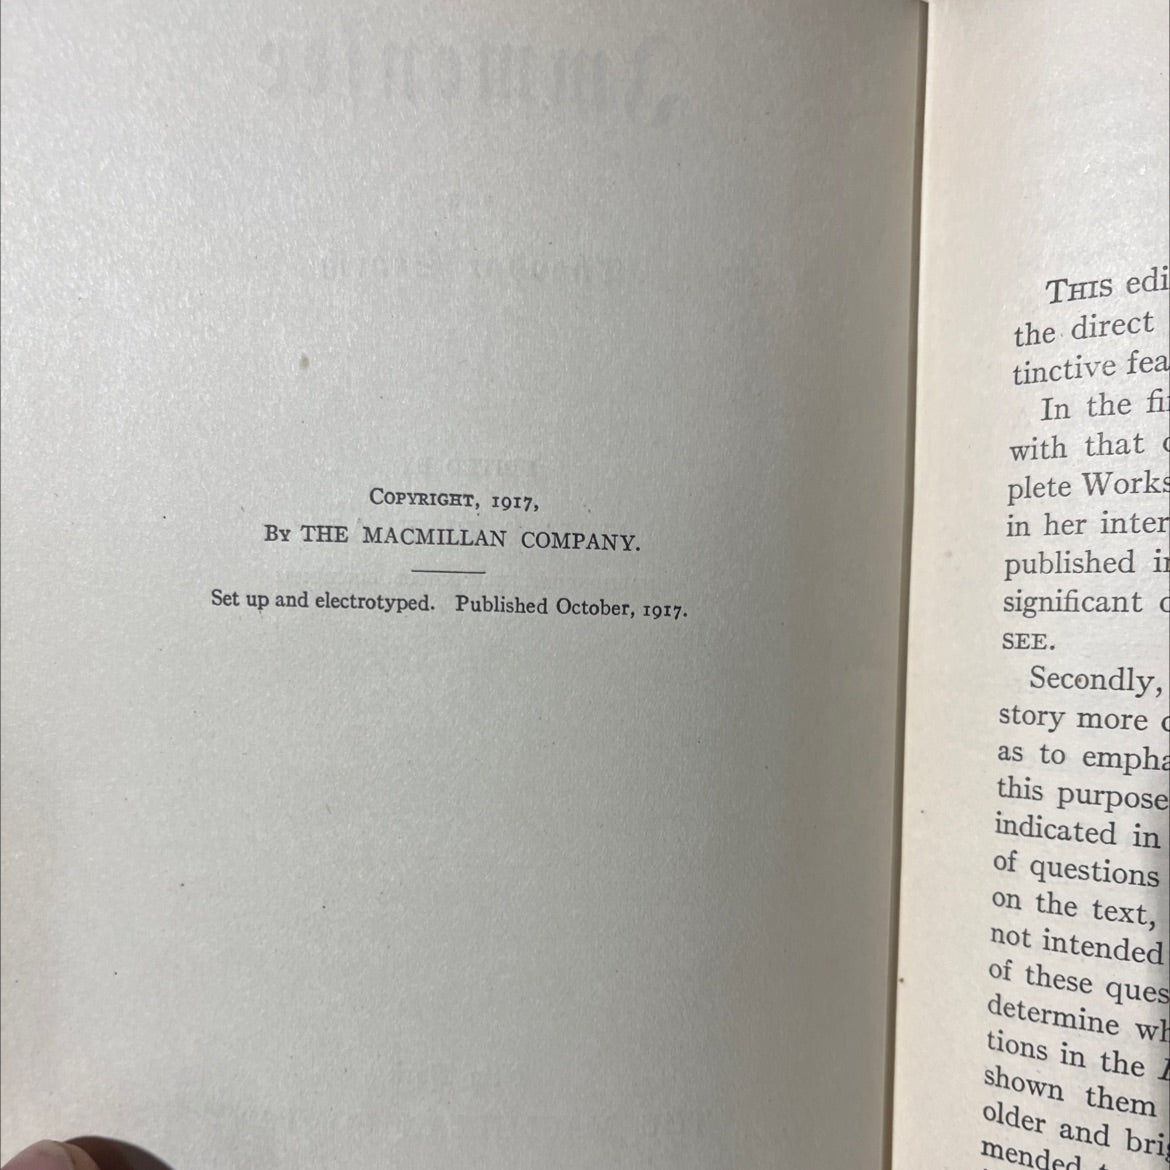 COPYRIGHT, 1917,
BY THE MACMILLAN COMPANY.
Set up and electrotyped. Published October, 1917.
THIS edi
the direct
tinctive fea
In the fi
with that
plete Works
in her inter
published in
significant
SEE.
Secondly,
story more
as to empha
this purpose
indicated in
of questions
on the text,
not intended
of these ques
determine wh
tions in the
shown them
older and bri
mended